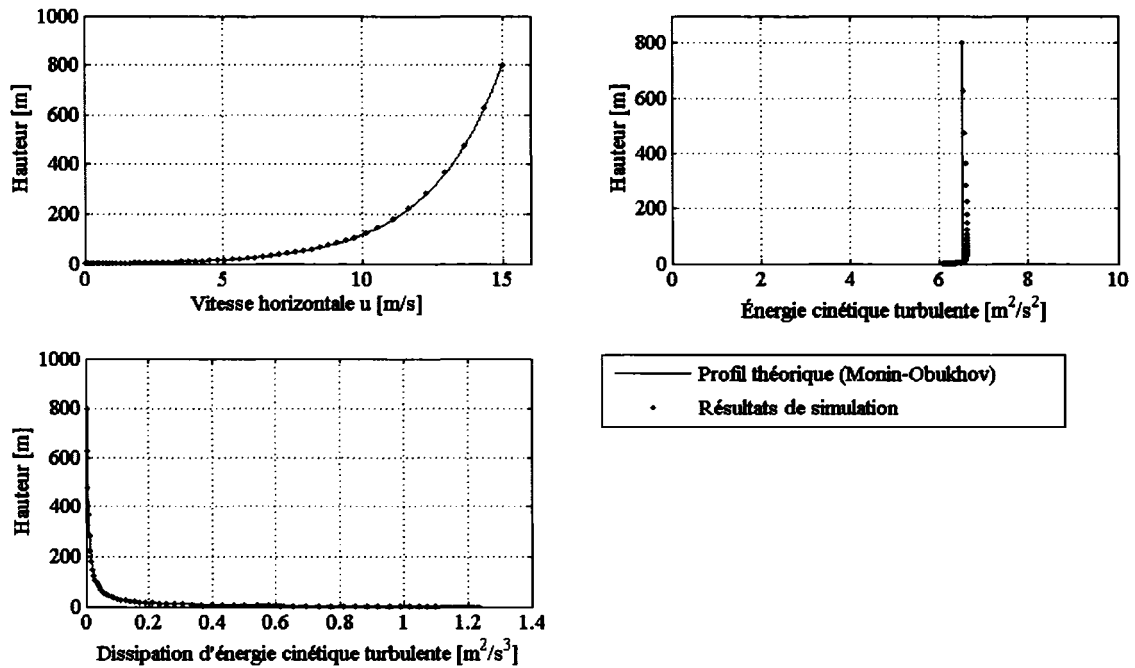 1000
800
600
400
200
0
Hauteur [m]
0 5 10 15
Vitesse horizontale u [m/s]
800
600
400
200
0
Hauteur [m]
0 2 4 6 8 10
Énergie cinétique turbulente [m²/s²]
1000
800
600
400
200
0
Hauteur [m]
0 0.2 0.4 0.6 0.8 1 1.2 1.4
Dissipation d'énergie cinétique turbulente [m²/s³]
Profil théorique (Monin-Obukhov)
Résultats de simulation